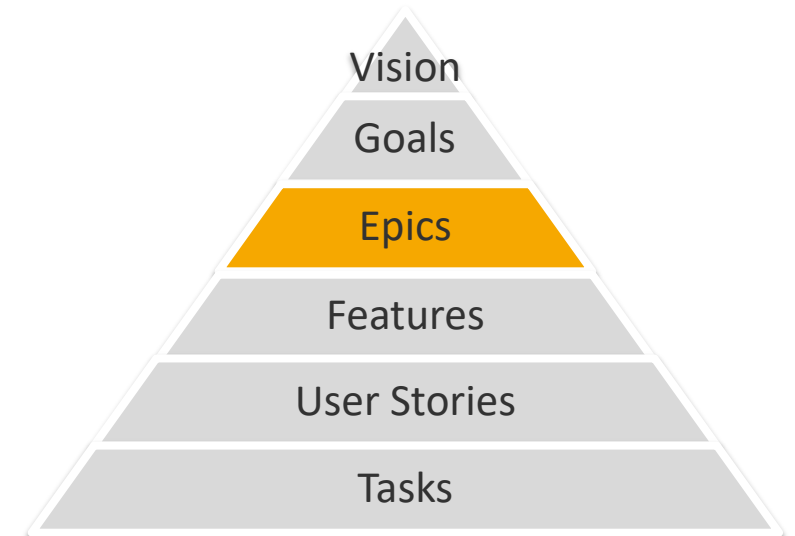 Vision
Goals
Epics
Features
User Stories
Tasks